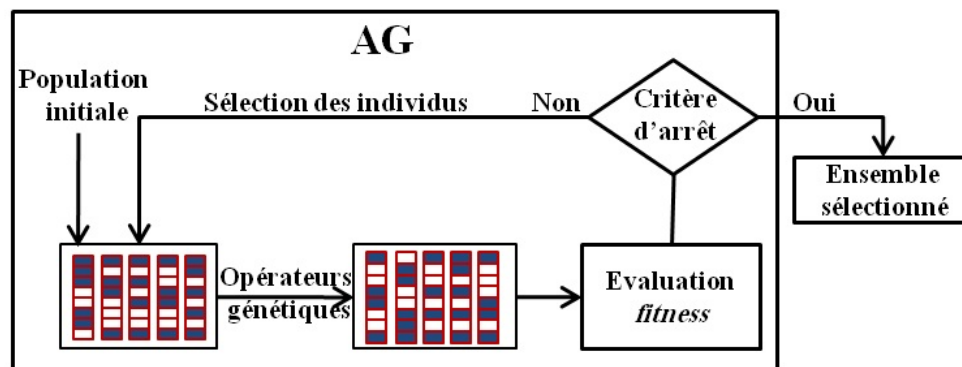 AG
Population
initiale
Sélection des individus
Non
Critère
d'arrêt
Oui
Ensemble
sélectionné
Opérateurs
génétiques
Evaluation
fitness